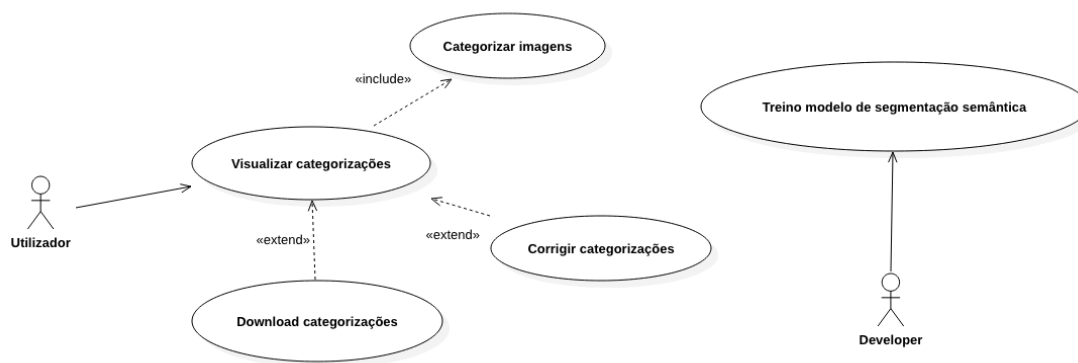 Categorizar imagens
«include»
Treino modelo de segmentação semântica
Visualizar categorizações
Utilizador
«extend»
«extend»
Corrigir categorizações
Download categorizações
Developer